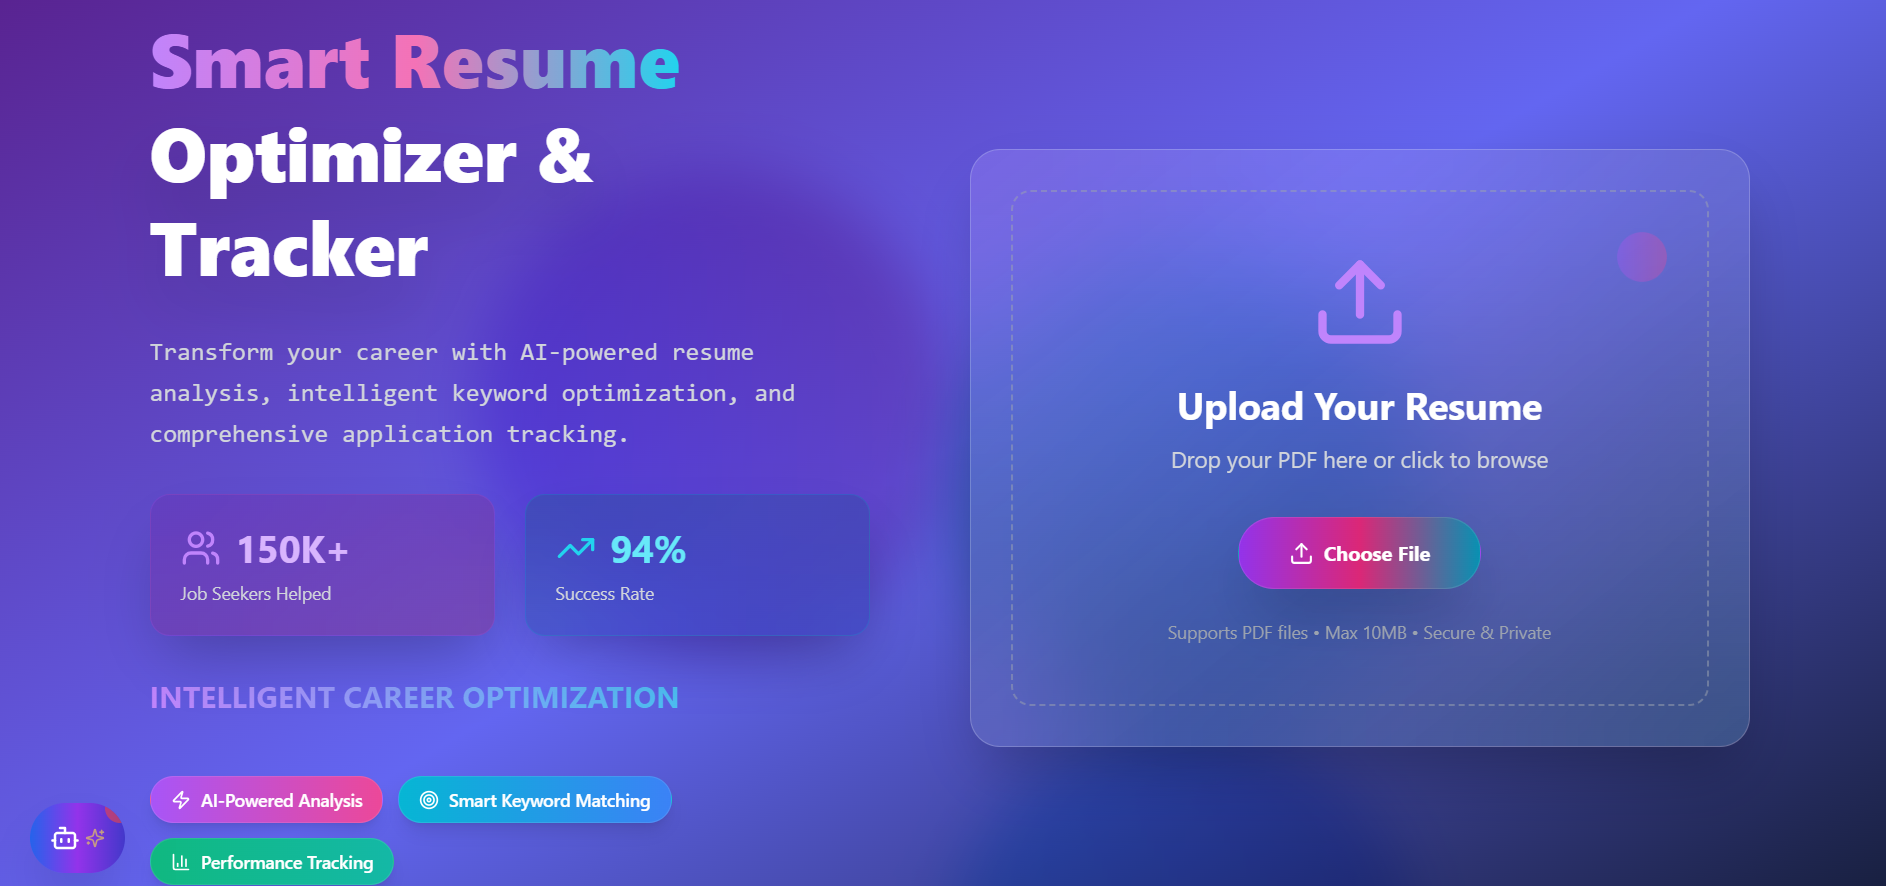 Smart Resume
Optimizer &
Tracker
Transform your career with AI-powered resume
analysis, intelligent keyword optimization, and
comprehensive application tracking.
150K+
Job Seekers Helped
94%
Success Rate
INTELLIGENT CAREER OPTIMIZATION
AI-Powered Analysis
Smart Keyword Matching
Performance Tracking
Upload Your Resume
Drop your PDF here or click to browse
Choose File
Supports PDF files • Max 10MB • Secure & Private